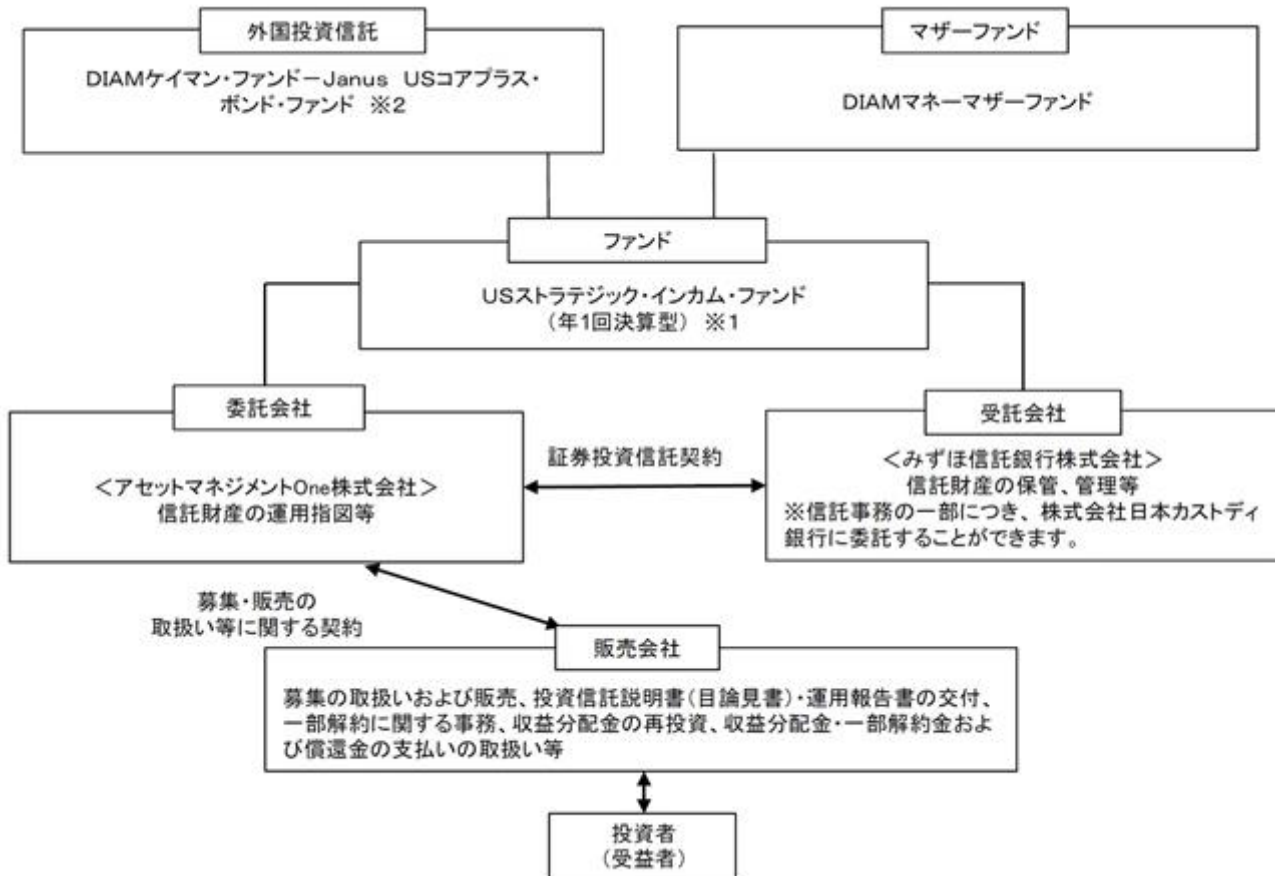 外国投資信託
DIAMケイマン・ファンド－Janus USコアプラス・
ボンド・ファンド ※2
マザーファンド
DIAMマネーマザーファンド
ファンド
USストラテジック・インカム・ファンド
（年1回決算型） ※1
委託会社
＜アセットマネジメントOne株式会社＞
信託財産の運用指図等
証券投資信託契約
受託会社
＜みずほ信託銀行株式会社＞
信託財産の保管、管理等
※信託事務の一部につき、株式会社日本カストディ
銀行に委託することができます。
募集・販売の
取扱い等に関する契約
販売会社
募集の取扱いおよび販売、投資信託説明書（目論見書）・運用報告書の交付、
一部解約に関する事務、収益分配金の再投資、収益分配金・一部解約金およ
び償還金の支払いの取扱い等
投資者
（受益者）